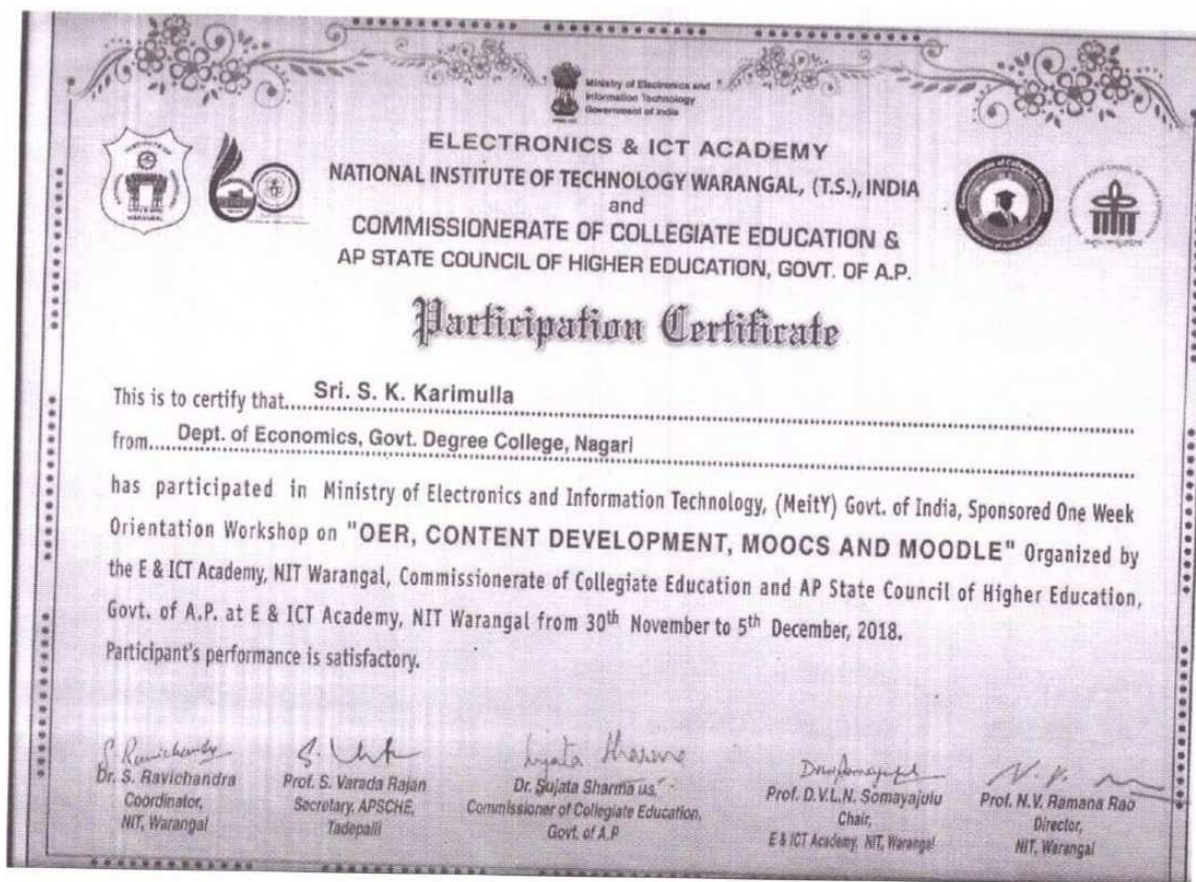 Ministry of Electronics and
Information Technology
Government of India
ELECTRONICS & ICT ACADEMY
NATIONAL INSTITUTE OF TECHNOLOGY WARANGAL, (T.S.), INDIA
and
COMMISSIONERATE OF COLLEGIATE EDUCATION &
AP STATE COUNCIL OF HIGHER EDUCATION, GOVT. OF A.P.
WARANGAL
Participation Certificate
This is to certify that.....Sri. S. K. Karimulla
from.....Dept. of Economics, Govt. Degree College, Nagari
has participated in Ministry of Electronics and Information Technology, (MeitY) Govt. of India, Sponsored One Week
Orientation Workshop on "OER, CONTENT DEVELOPMENT, MOOCS AND MOODLE" Organized by
the E & ICT Academy, NIT Warangal, Commissionerate of Collegiate Education and AP State Council of Higher Education,
Govt. of A.P. at E & ICT Academy, NIT Warangal from 30th November to 5th December, 2018.
Participant's performance is satisfactory.
Dr. S. Ravichandra
Coordinator,
NIT, Warangal
Prof. S. Varada Rajan
Secretary, APSCHE,
Tadepalli
Dr. Sujata Sharma
Commissioner of Collegiate Education,
Govt. of A.P
Prof. D.V.L.N. Somayajulu
Chair,
E & ICT Academy, NIT, Warangal
Prof. N.V. Ramana Rao
Director,
NIT, Warangal